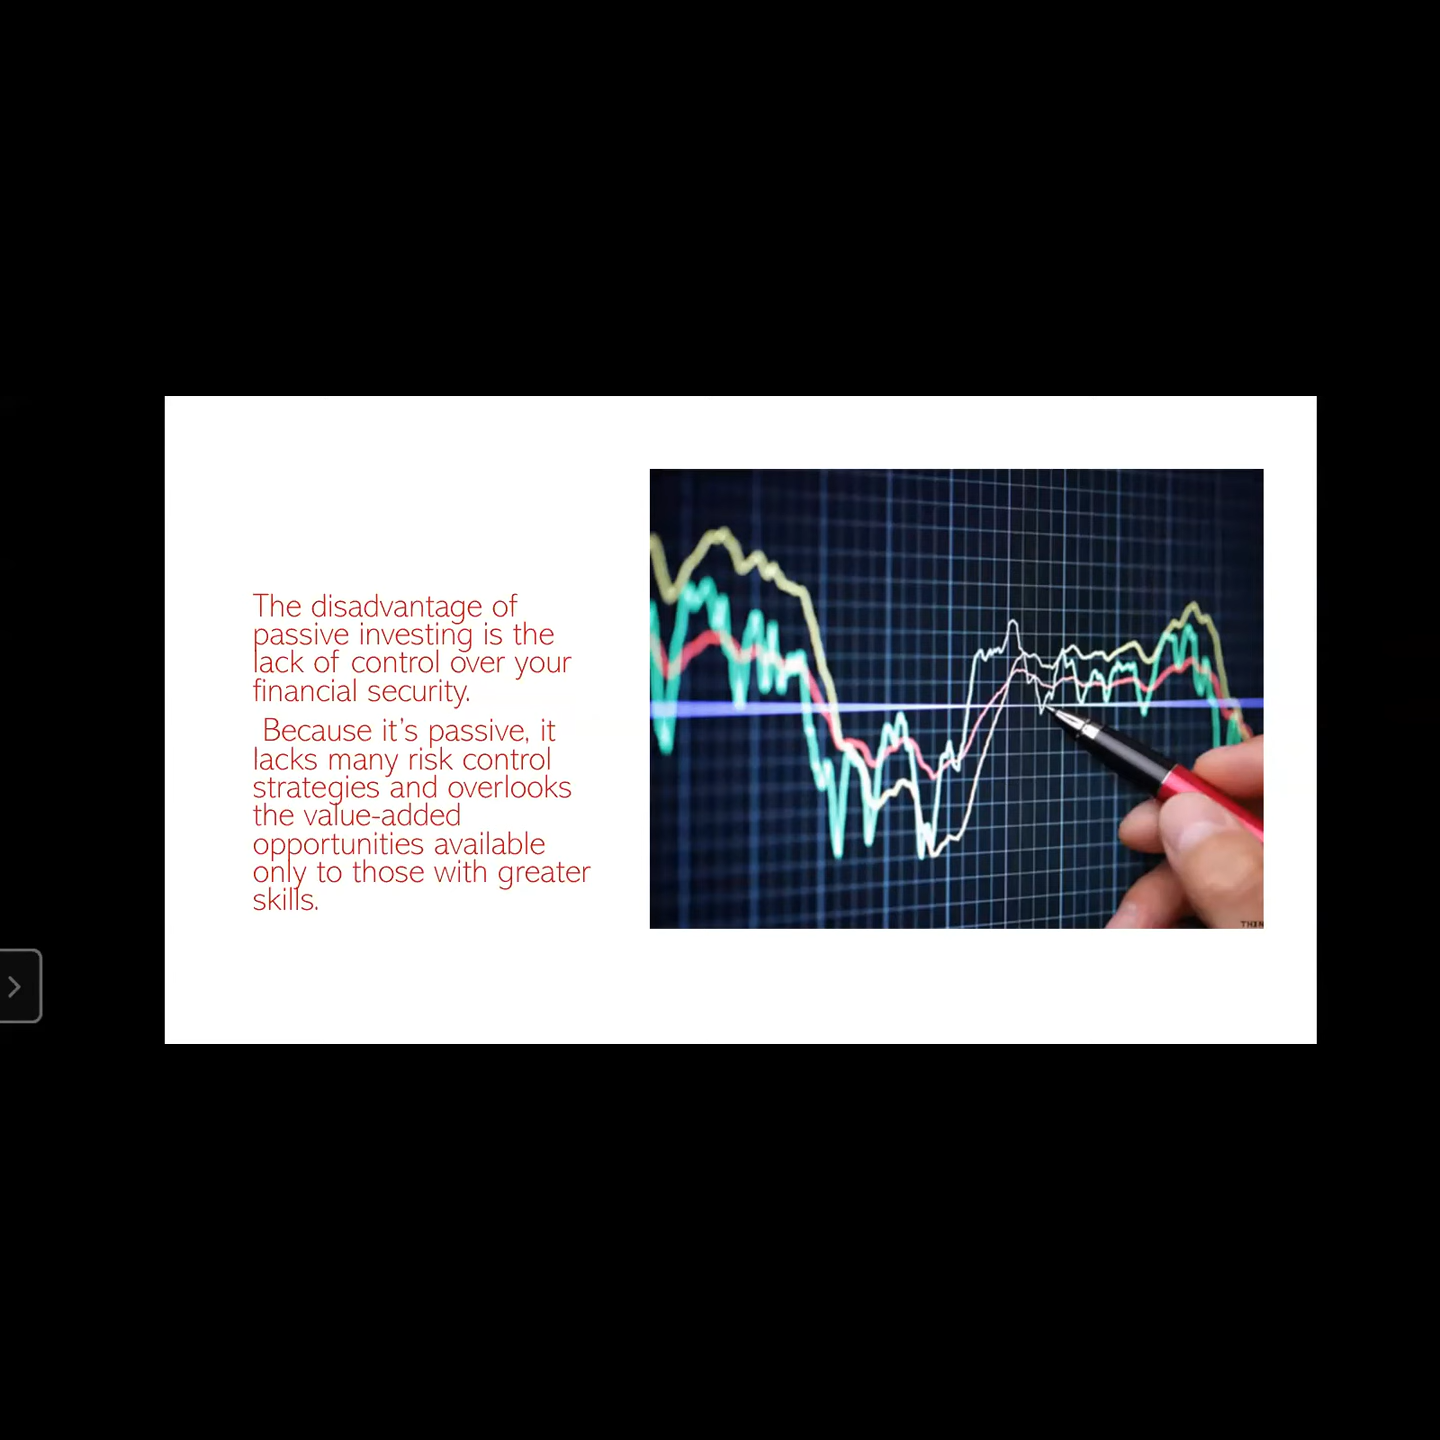 The disadvantage of
passive investing is the
lack of control over your
financial security.
Because it's passive, it
lacks many risk control
strategies and overlooks
the value-added
opportunities available
only to those with greater
skills.